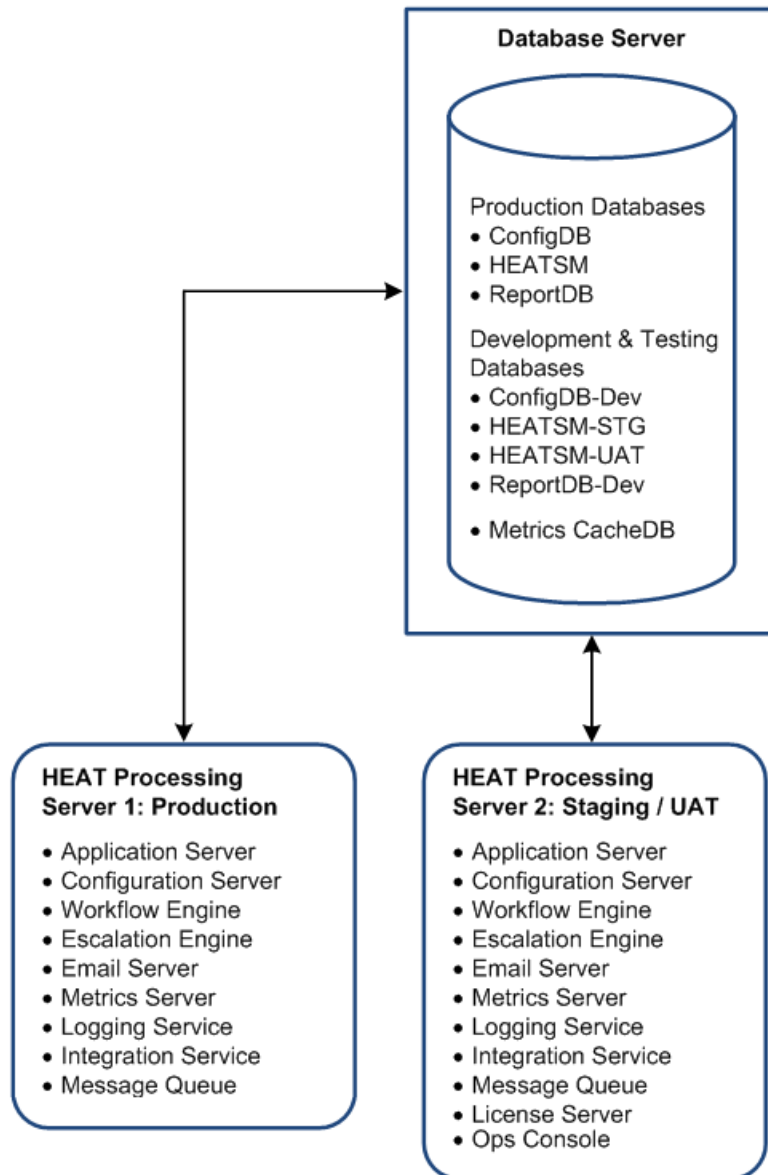 Database Server
Production Databases
• ConfigDB
• HEATSM
• ReportDB
Development & Testing
Databases
• ConfigDB-Dev
• HEATSM-STG
• HEATSM-UAT
• ReportDB-Dev
• Metrics CacheDB
HEAT Processing
Server 1: Production
• Application Server
• Configuration Server
• Workflow Engine
• Escalation Engine
• Email Server
• Metrics Server
• Logging Service
• Integration Service
• Message Queue
HEAT Processing
Server 2: Staging / UAT
• Application Server
• Configuration Server
• Workflow Engine
• Escalation Engine
• Email Server
• Metrics Server
• Logging Service
• Integration Service
• Message Queue
• License Server
• Ops Console